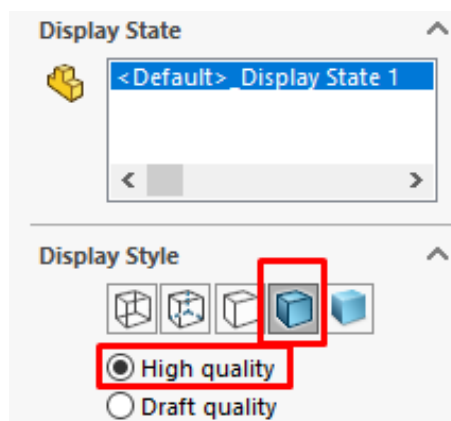 Display State
<Default>_Display State 1
Display Style
High quality
Draft quality